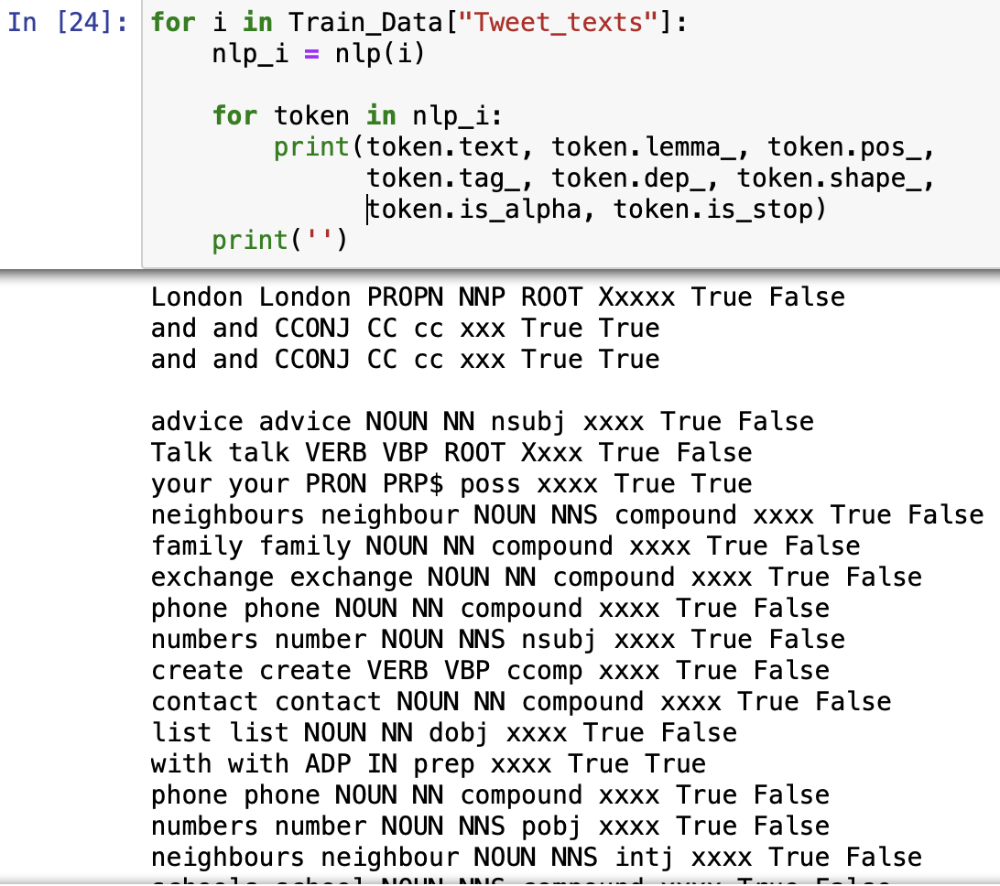 In [24]: for i in Train_Data["Tweet_texts"]:
    nlp_i = nlp(i)

    for token in nlp_i:
        print(token.text, token.lemma_, token.pos_,
              token.tag_, token.dep_, token.shape_,
              token.is_alpha, token.is_stop)
    print('')
London London PROPN NNP ROOT Xxxxx True False
and and CCONJ CC cc xxx True True
and and CCONJ CC cc xxx True True

advice advice NOUN NN nsubj xxxx True False
Talk talk VERB VBP ROOT Xxxx True False
your your PRON PRP$ poss xxxx True True
neighbours neighbour NOUN NNS compound xxxx True False
family family NOUN NN compound xxxx True False
exchange exchange NOUN NN compound xxxx True False
phone phone NOUN NN compound xxxx True False
numbers number NOUN NNS nsubj xxxx True False
create create VERB VBP ccomp xxxx True False
contact contact NOUN NN compound xxxx True False
list list NOUN NN dobj xxxx True False
with with ADP IN prep xxxx True True
phone phone NOUN NN compound xxxx True False
numbers number NOUN NNS pobj xxxx True False
neighbours neighbour NOUN NNS intj xxxx True False